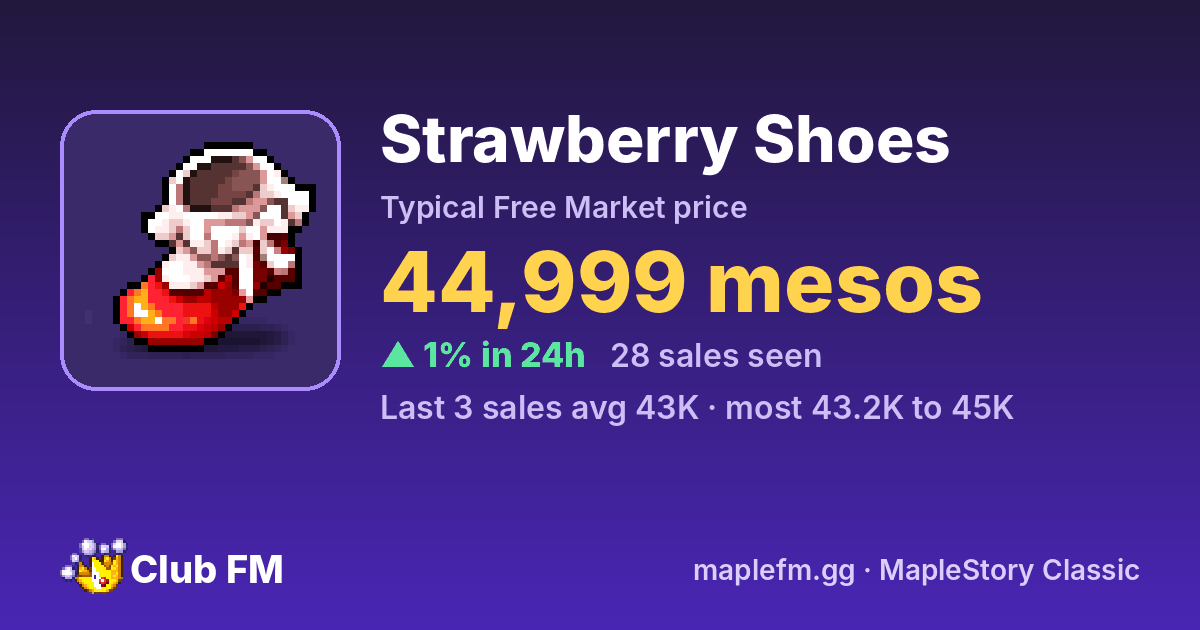 Strawberry Shoes
Typical Free Market price
44,999 mesos
▲ 1% in 24h 28 sales seen
Last 3 sales avg 43K · most 43.2K to 45K
Club FM
maplefm.gg · MapleStory Classic